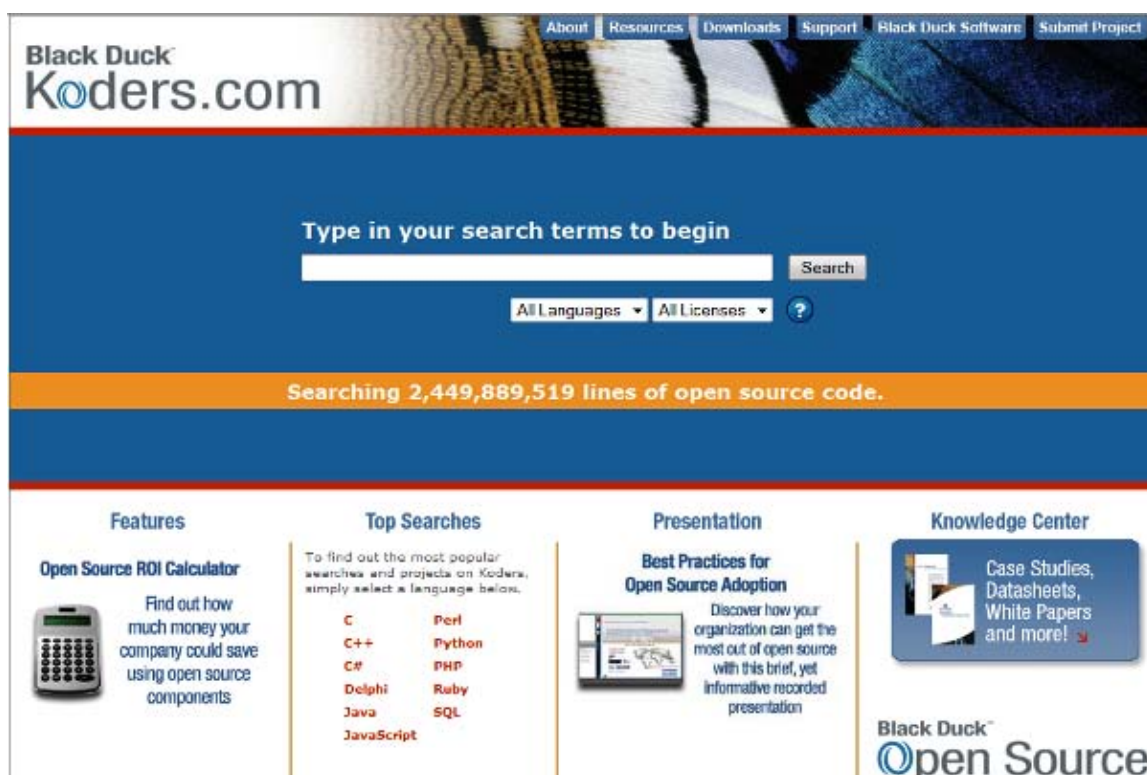 About
Resources
Downloads
Support
Black Duck Software
Submit Project
Black Duck
Koders.com
Type in your search terms to begin
Search
All Languages
All Licenses
?
Searching 2,449,889,519 lines of open source code.
Features
Open Source ROI Calculator
Find out how
much money your
company could save
using open source
components
Top Searches
To find out the most popular
searches and projects on Koders,
simply select a language below.
C
C++
C#
Delphi
Java
JavaScript
Perl
Python
PHP
Ruby
SQL
Presentation
Best Practices for
Open Source Adoption
Discover how your
organization can get the
most out of open source
with this brief, yet
informative recorded
presentation
Knowledge Center
Case Studies,
Datasheets,
White Papers
and more!
Black Duck™
Open Source